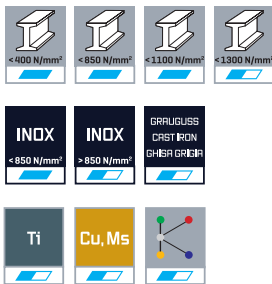 <400 N/mm²
<850 N/mm²
<1100 N/mm²
<1300 N/mm²
INOX
<850 N/mm²
INOX
>850 N/mm²
GRAUGUSS
CAST IRON
GHISA GRIGIA
Ti
Cu, Ms